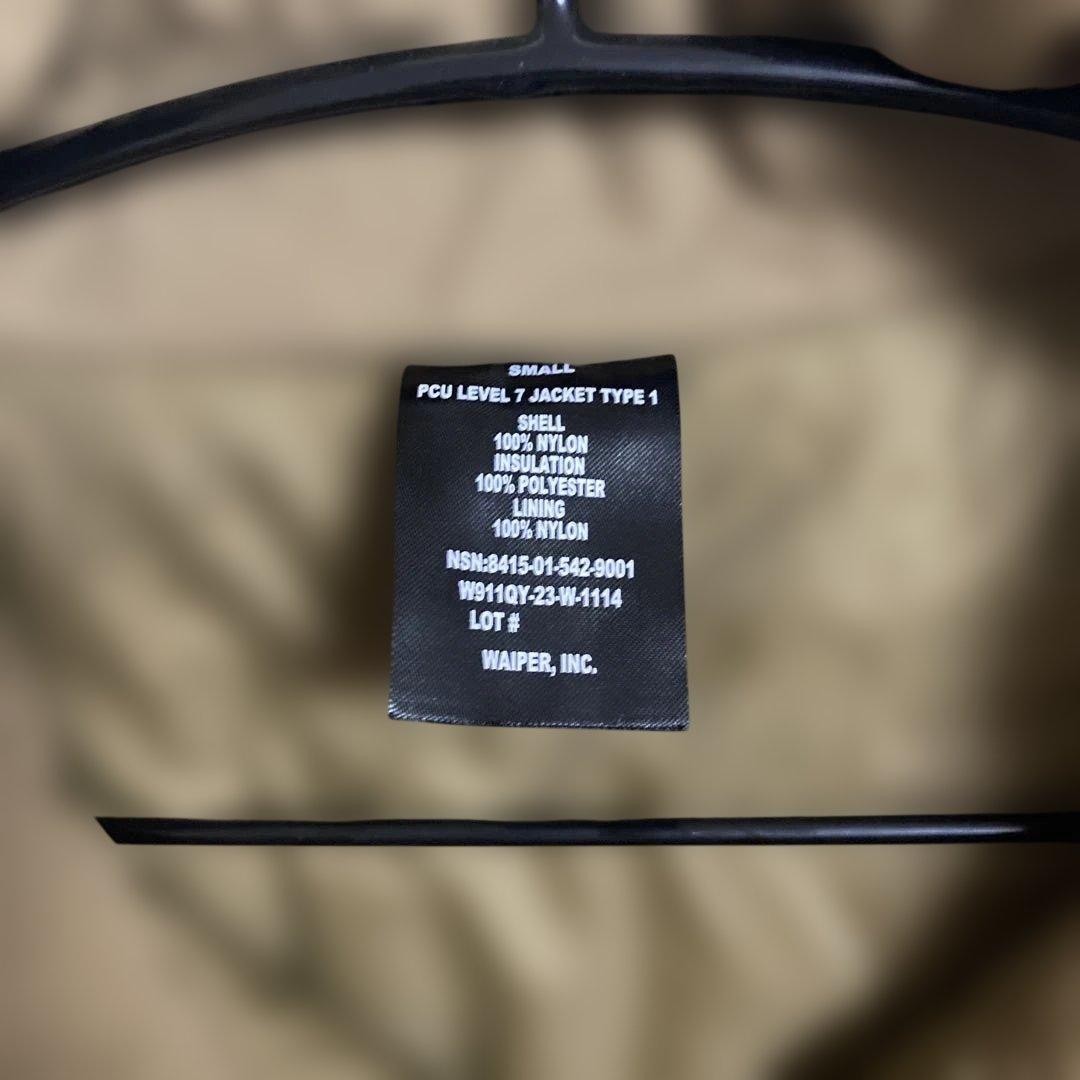 SMALL
PCU LEVEL 7 JACKET TYPE 1
SHELL
100% NYLON
INSULATION
100% POLYESTER
LINING
100% NYLON
NSN:8415-01-542-9001
W911QY-23-W-1114
LOT #
WAIPER, INC.